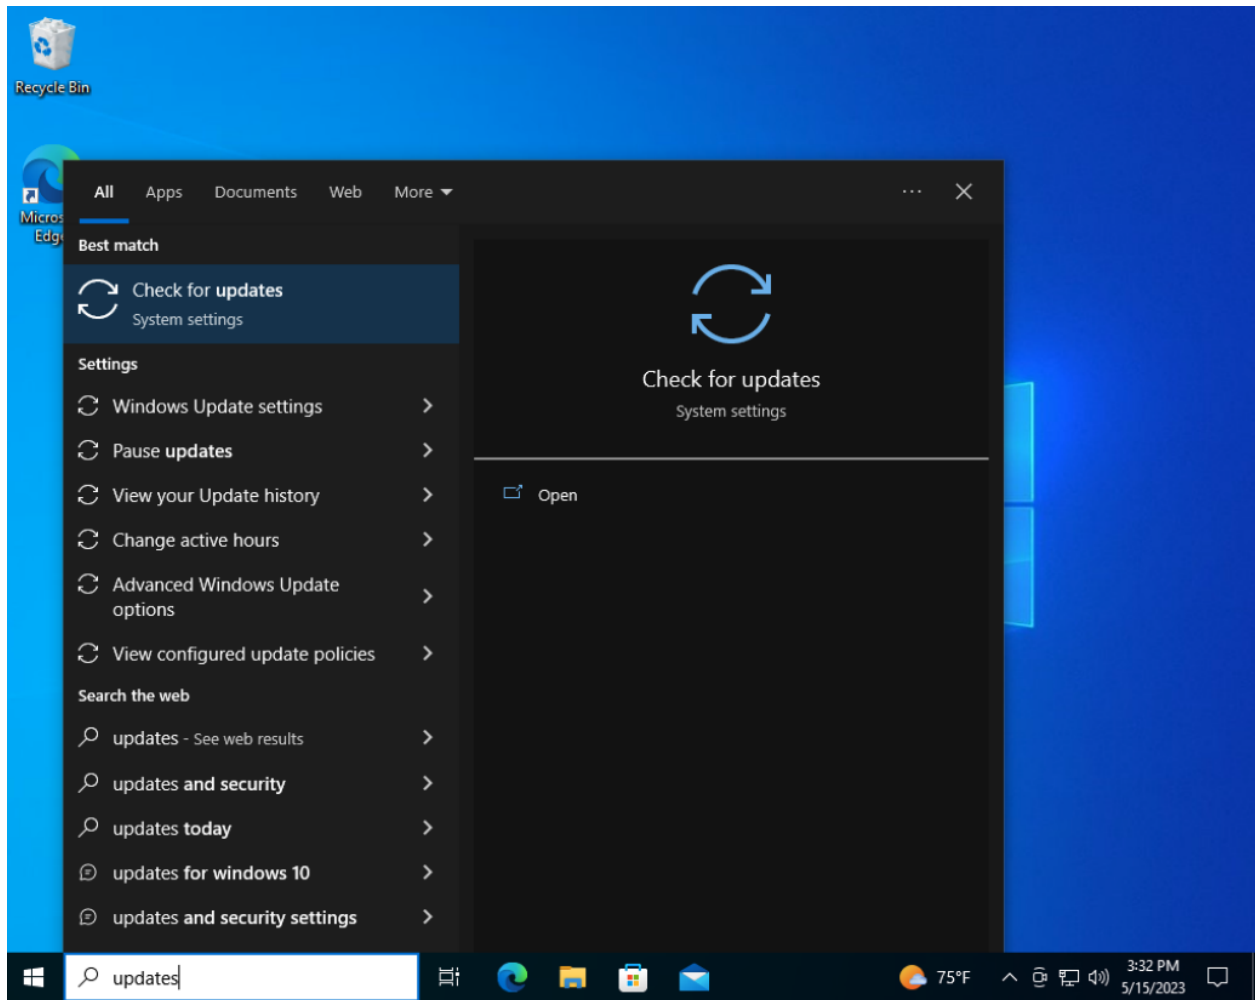 Recycle Bin
Micros
Edg
All Apps Documents Web More
Best match
Check for updates
System settings
Settings
Windows Update settings
Pause updates
View your Update history
Change active hours
Advanced Windows Update
options
View configured update policies
Search the web
updates - See web results
updates and security
updates today
updates for windows 10
updates and security settings
Check for updates
System settings
Open
updates
75°F
3:32 PM
5/15/2023